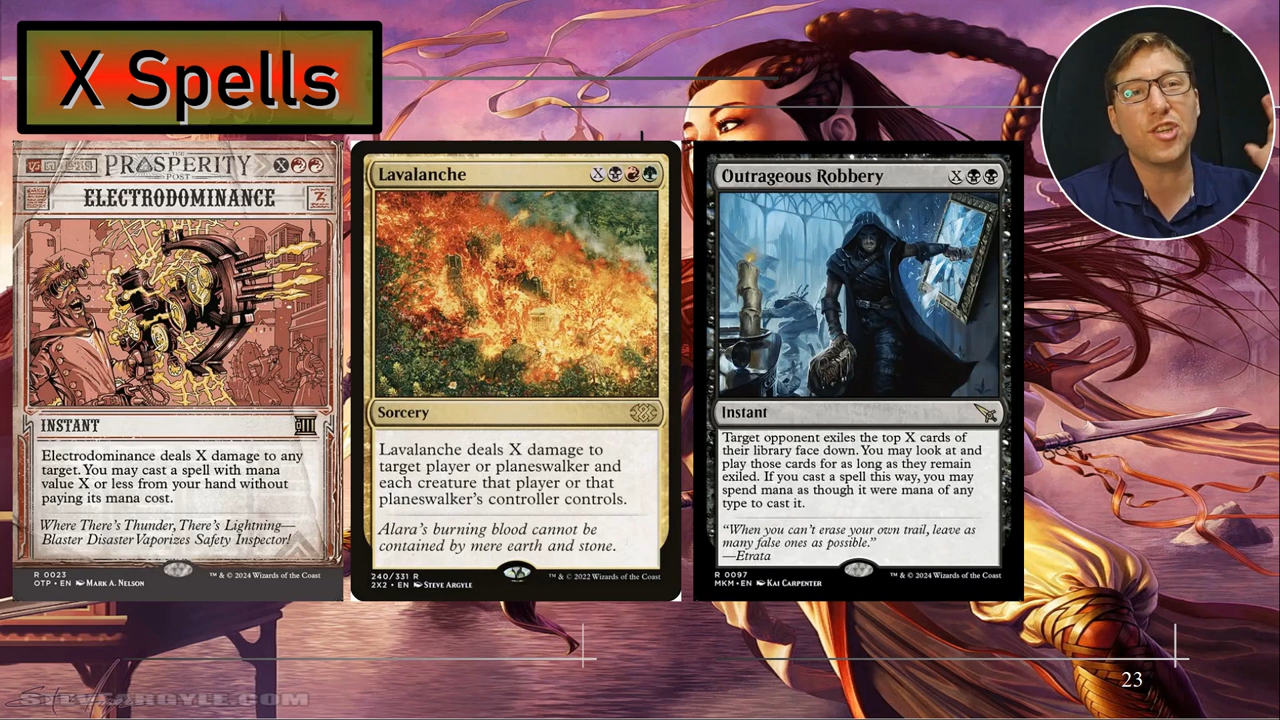 X Spells
THE
PROSPERITY
POST
X
ELECTRODOMINANCE
INSTANT
Electrodominance deals X damage to any
target. You may cast a spell with mana
value X or less from your hand without
paying its mana cost.
Where There's Thunder, There's Lightning—
Blaster Disaster Vaporizes Safety Inspector!
R 0023
OTP • EN MARK A. NELSON
™ & © 2024 Wizards of the Coast
Lavalanche
X
Sorcery
Lavalanche deals X damage to
target player or planeswalker and
each creature that player or that
planeswalker's controller controls.
Alara's burning blood cannot be
contained by mere earth and stone.
240/331 R
2X2 • EN STEVE ARGYLE
™ & © 2022 Wizards of the Coast
Outrageous Robbery
X
Instant
Target opponent exiles the top X cards of
their library face down. You may look at and
play those cards for as long as they remain
exiled. If you cast a spell this way, you may
spend mana as though it were mana of any
type to cast it.
"When you can't erase your own trail, leave as
many false ones as possible."
—Etrata
R 0097
MKM • EN KAI CARPENTER
™ & © 2024 Wizards of the Coast
23
STEVEARGYLE.COM